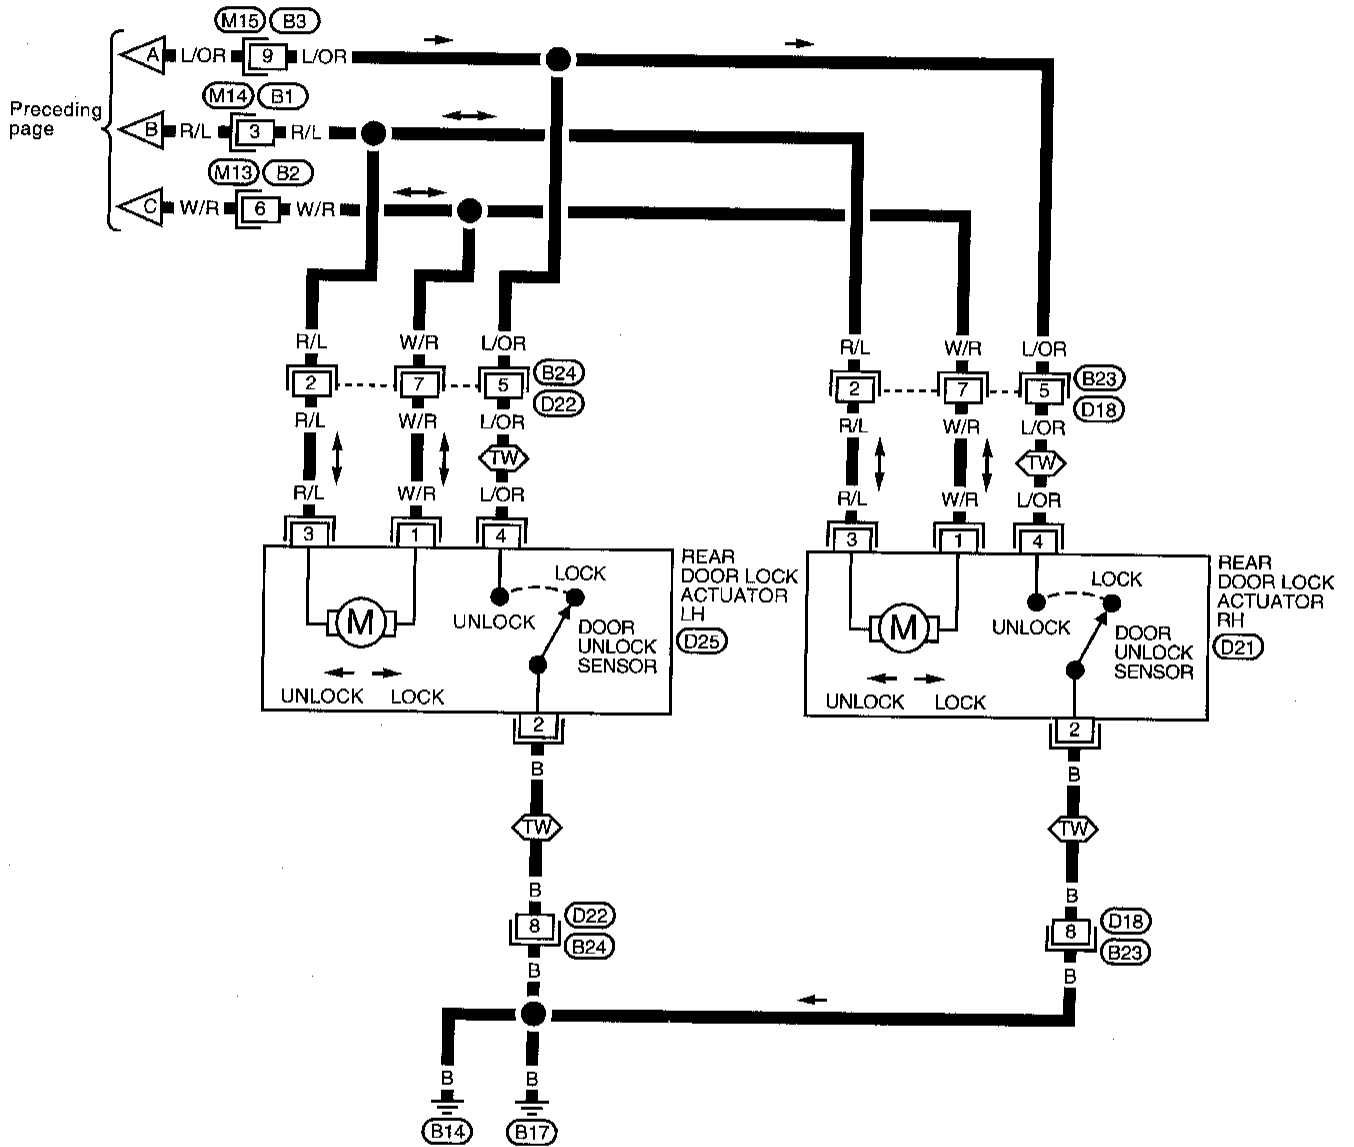 M15 B3
A L/OR 9 L/OR
M14 B1
Preceding
page
B R/L 3 R/L
M13 B2
C W/R 6 W/R
R/L W/R L/OR
R/L W/R L/OR
2 7 5 B24
D22
2 7 5 B23
D18
R/L W/R L/OR
R/L W/R L/OR
TW
TW
R/L W/R L/OR
R/L W/R L/OR
3 1 4
3 1 4
REAR
DOOR LOCK
ACTUATOR
LH
D25
LOCK
UNLOCK
M
DOOR
UNLOCK
SENSOR
UNLOCK LOCK
REAR
DOOR LOCK
ACTUATOR
RH
D21
LOCK
UNLOCK
M
DOOR
UNLOCK
SENSOR
UNLOCK LOCK
2
2
B
B
TW
TW
B
B
8 D22
B24
8 D18
B23
B
B
B B
B14 B17